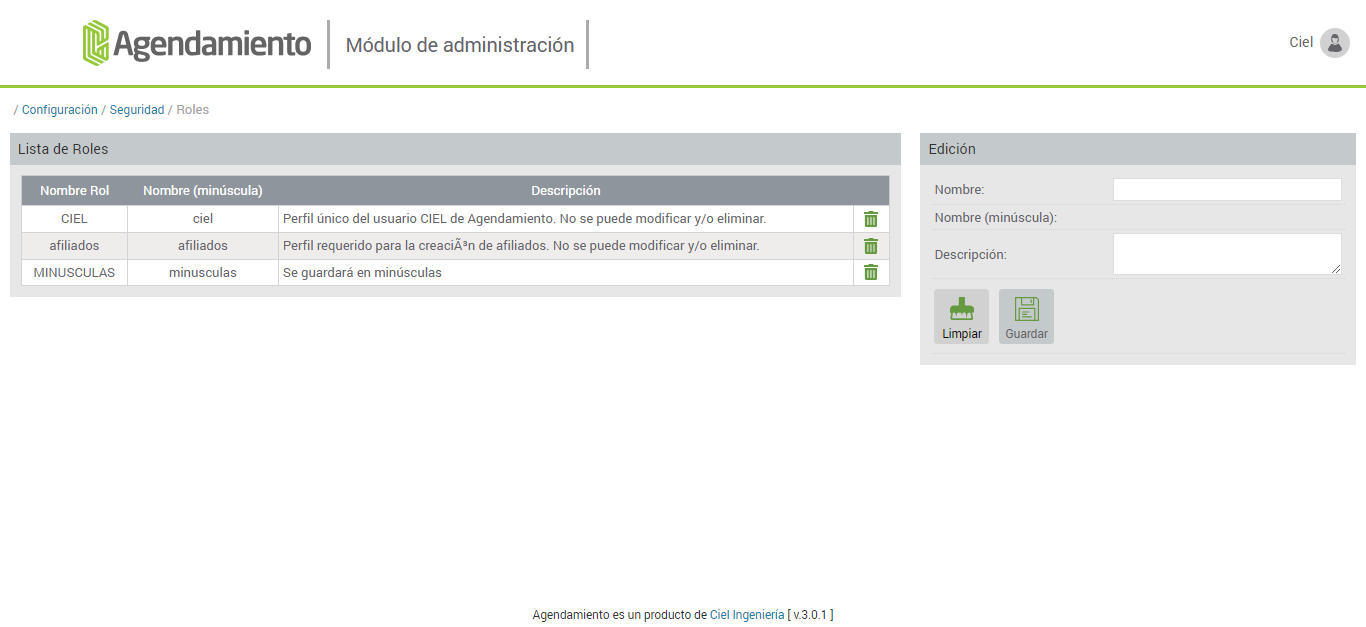 Agendamiento Módulo de administración
Ciel
/ Configuración / Seguridad / Roles
Lista de Roles
Nombre Rol Nombre (minúscula) Descripción
CIEL ciel Perfil único del usuario CIEL de Agendamiento. No se puede modificar y/o eliminar.
afiliados afiliados Perfil requerido para la creaciÃ³n de afiliados. No se puede modificar y/o eliminar.
MINUSCULAS minusculas Se guardará en minúsculas
Edición
Nombre:
Nombre (minúscula):
Descripción:
Limpiar Guardar
Agendamiento es un producto de Ciel Ingeniería [ v.3.0.1 ]